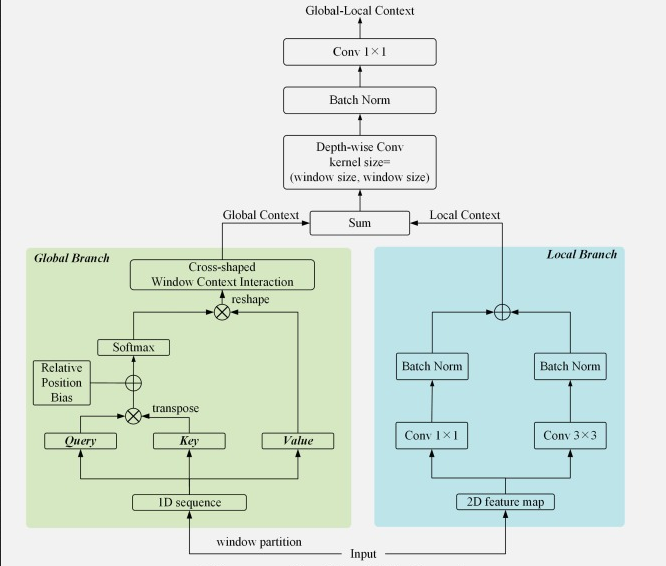 Global-Local Context
Conv 1×1
Batch Norm
Depth-wise Conv
kernel size=
(window size, window size)
Global Context
Sum
Local Context
Global Branch
Local Branch
Cross-shaped
Window Context Interaction
reshape
Softmax
Relative
Position
Bias
transpose
Query
Key
Value
Batch Norm
Batch Norm
Conv 1×1
Conv 3×3
1D sequence
2D feature map
window partition
Input